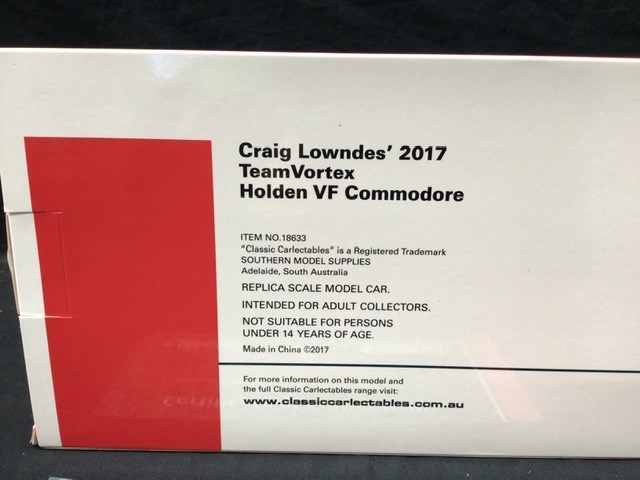 Craig Lowndes' 2017
TeamVortex
Holden VF Commodore
ITEM NO.18633
"Classic Carlectables" is a Registered Trademark
SOUTHERN MODEL SUPPLIES
Adelaide, South Australia
REPLICA SCALE MODEL CAR.
INTENDED FOR ADULT COLLECTORS.
NOT SUITABLE FOR PERSONS
UNDER 14 YEARS OF AGE.
Made in China ©2017
For more information on this model and
the full Classic Carlectables range visit:
www.classiccarlectables.com.au